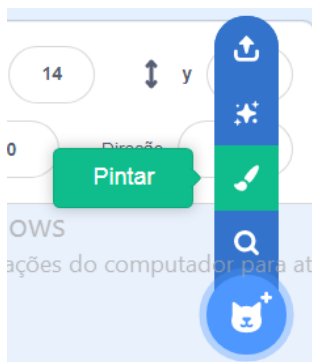 14 y
0 Direção
Pintar
ows
ações do computador para at